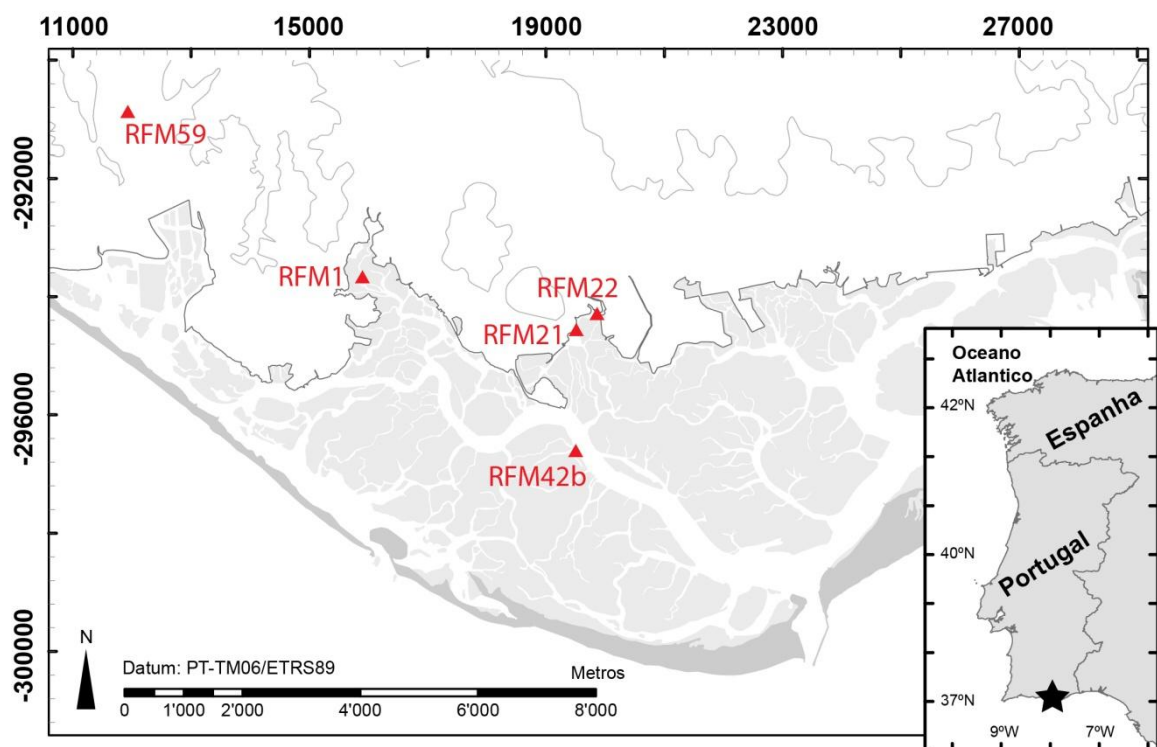 11000 15000 19000 23000 27000
RFM59
-292000
RFM1
RFM22
RFM21
-296000
RFM42b
-300000
N
Datum: PT-TM06/ETRS89 Metros
0 1'000 2'000 4'000 6'000 8'000
Oceano
Atlantico
42ºN
Espanha
40ºN
Portugal
37ºN
9ºW 7ºW